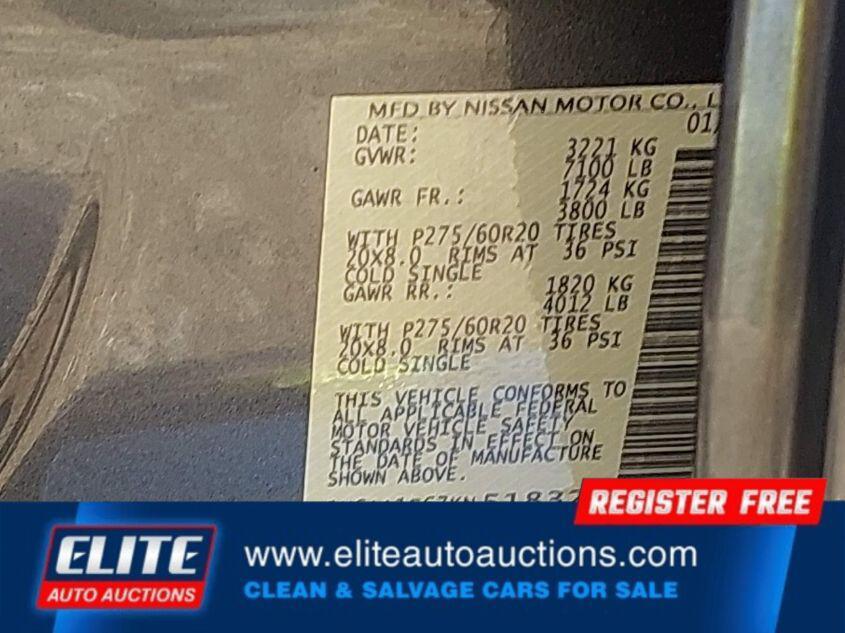 MFD BY NISSAN MOTOR CO., L
DATE: 01/
GVWR: 3221 KG
7100 LB
GAWR FR.: 1724 KG
3800 LB
WITH P275/60R20 TIRES
20X8.0 RIMS AT 36 PSI
COLD SINGLE
GAWR RR.: 1820 KG
4012 LB
WITH P275/60R20 TIRES
20X8.0 RIMS AT 36 PSI
COLD SINGLE
THIS VEHICLE CONFORMS TO
ALL APPLICABLE FEDERAL
MOTOR VEHICLE SAFETY
STANDARDS IN EFFECT ON
THE DATE OF MANUFACTURE
SHOWN ABOVE.
REGISTER FREE
ELITE
AUTO AUCTIONS
www.eliteautoauctions.com
CLEAN & SALVAGE CARS FOR SALE